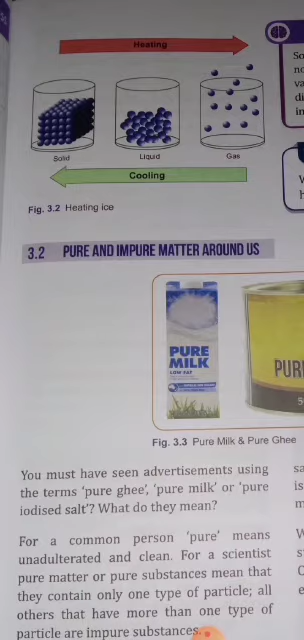 Heating
Solid
Liquid
Gas
Cooling
Fig. 3.2 Heating ice
So
3.2 PURE AND IMPURE MATTER AROUND US
PURE
MILK
LOW FAT
Fig. 3.3 Pure Milk & Pure Ghee
You must have seen advertisements using
the terms ‘pure ghee’, ‘pure milk’ or ‘pure
iodised salt’? What do they mean?
For a common person ‘pure’ means
unadulterated and clean. For a scientist
pure matter or pure substances mean that
they contain only one type of particle; all
others that have more than one type of
particle are impure substances.